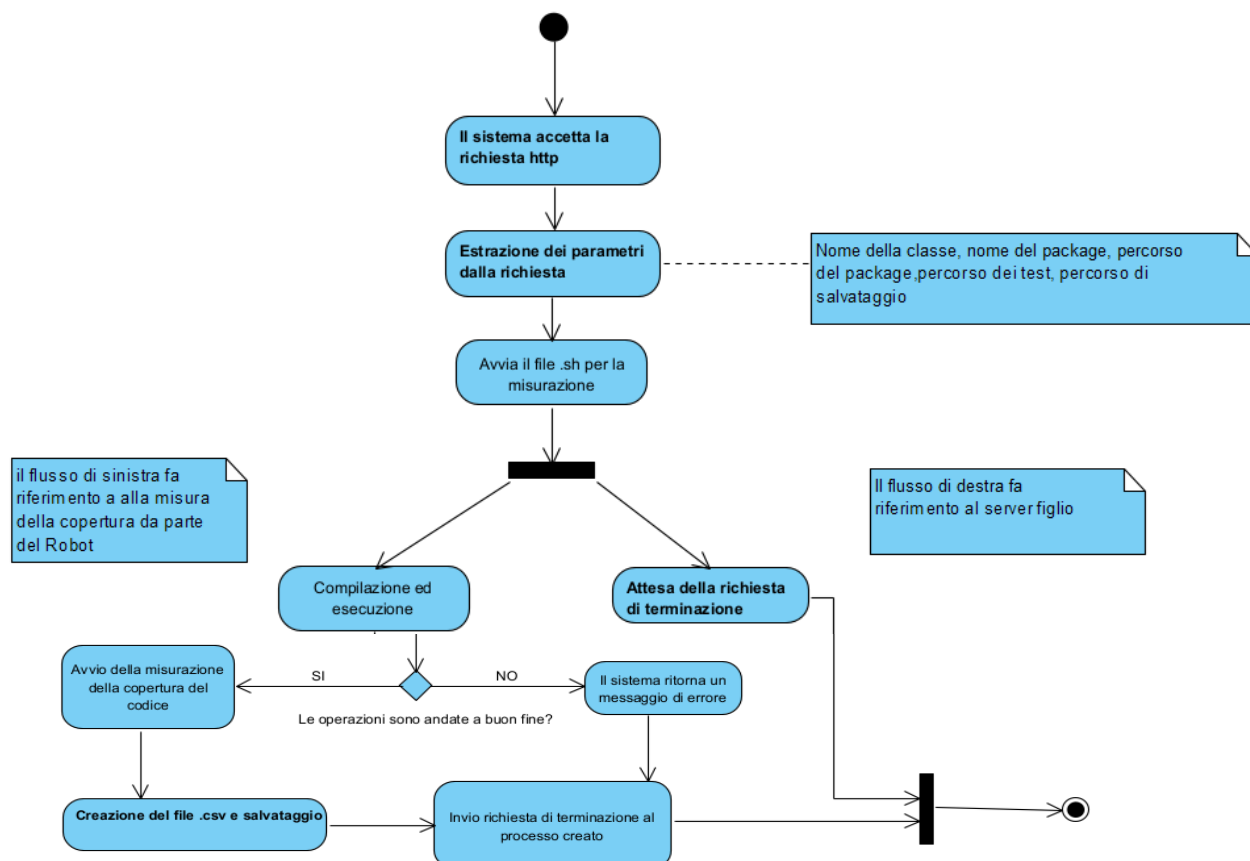 Il sistema accetta la
richiesta http
Estrazione dei parametri
dalla richiesta
Nome della classe, nome del package, percorso
del package,percorso dei test, percorso di
salvataggio
Avvia il file .sh per la
misurazione
il flusso di sinistra fa
riferimento a alla misura
della copertura da parte
del Robot
Il flusso di destra fa
riferimento al server figlio
Compilazione ed
esecuzione
Attesa della richiesta
di terminazione
Avvio della misurazione
della copertura del
codice
SI
NO
Il sistema ritorna un
messaggio di errore
Le operazioni sono andate a buon fine?
Creazione del file .csv e salvataggio
Invio richiesta di terminazione al
processo creato